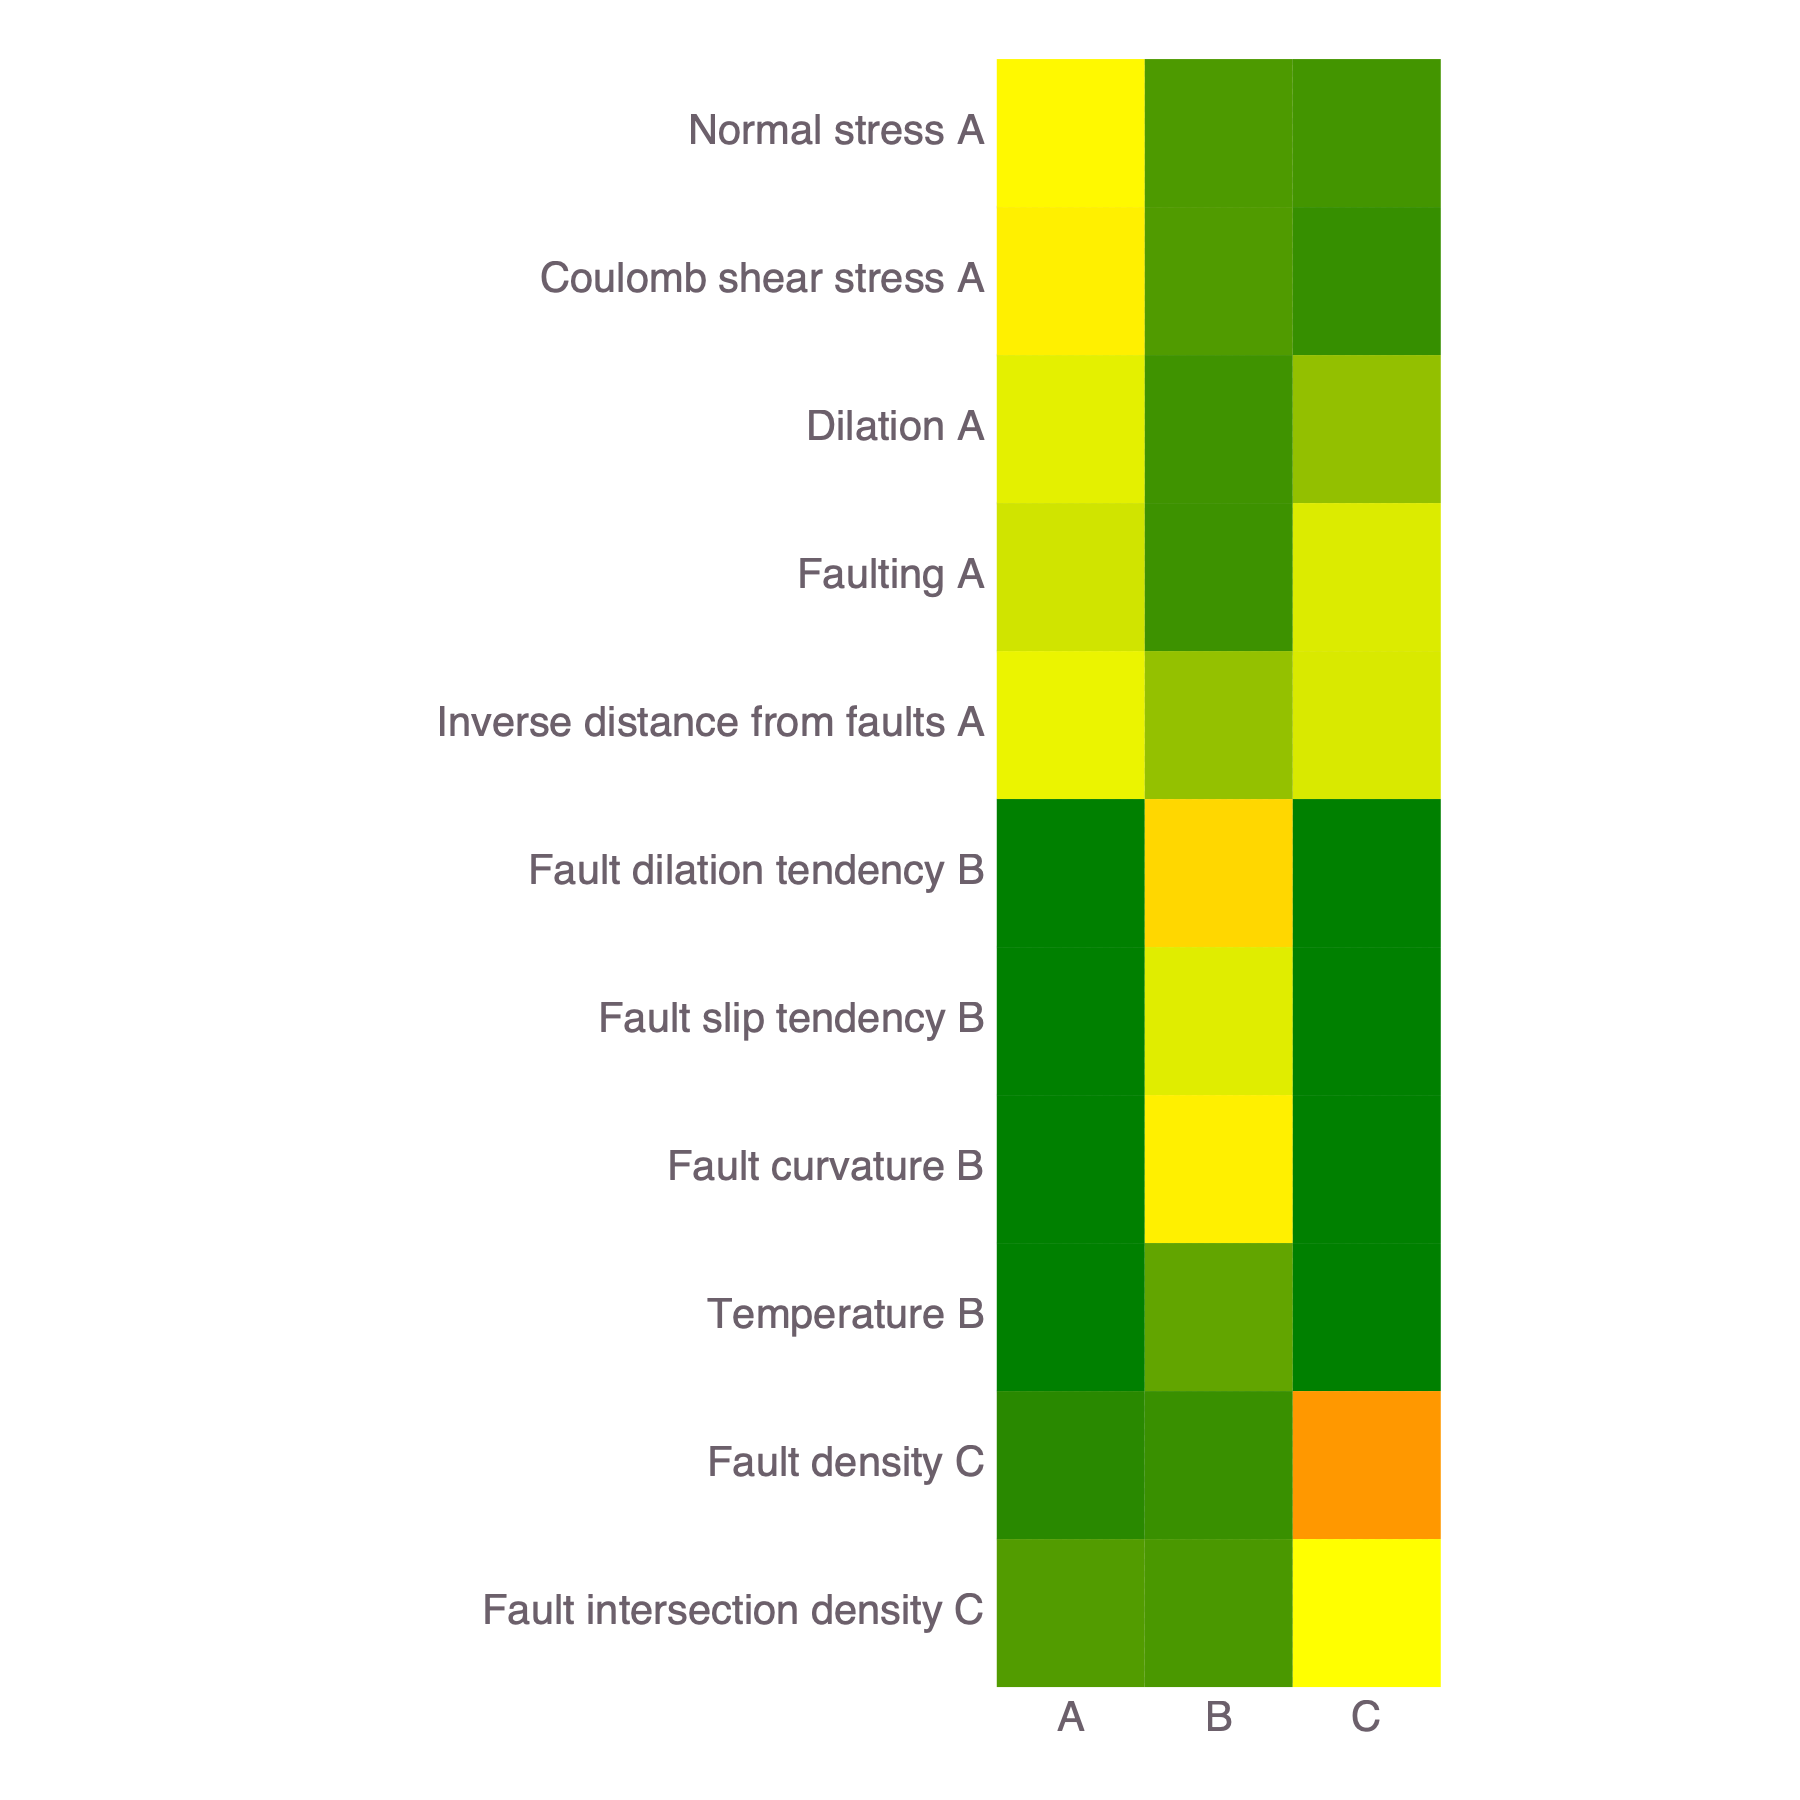 Normal stress A
Coulomb shear stress A
Dilation A
Faulting A
Inverse distance from faults A
Fault dilation tendency B
Fault slip tendency B
Fault curvature B
Temperature B
Fault density C
Fault intersection density C
A B C